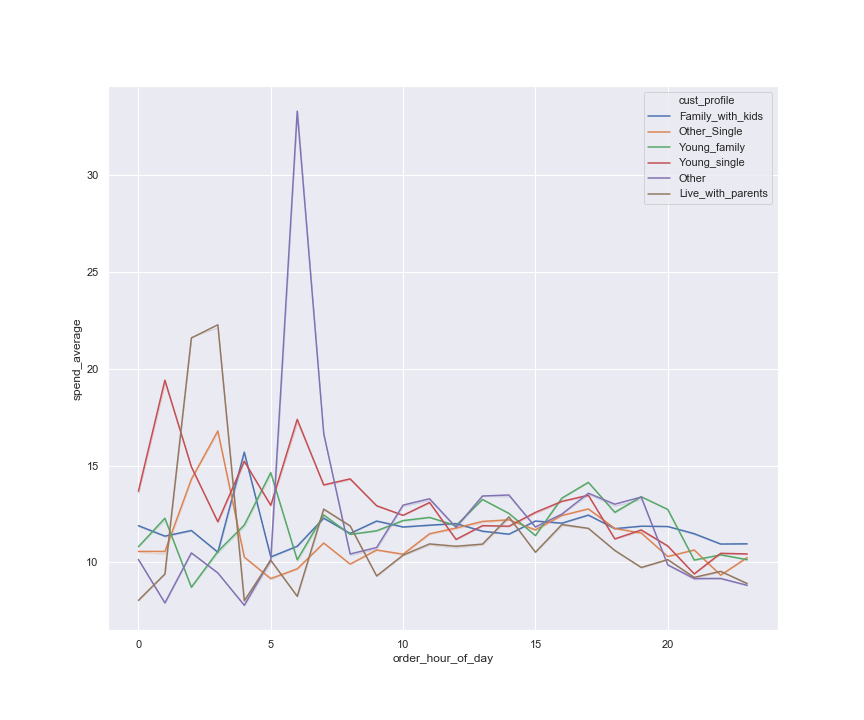 cust_profile
Family_with_kids
Other_Single
Young_family
Young_single
Other
Live_with_parents
30
25
20
15
10
spend_average
0 5 10 15 20
order_hour_of_day